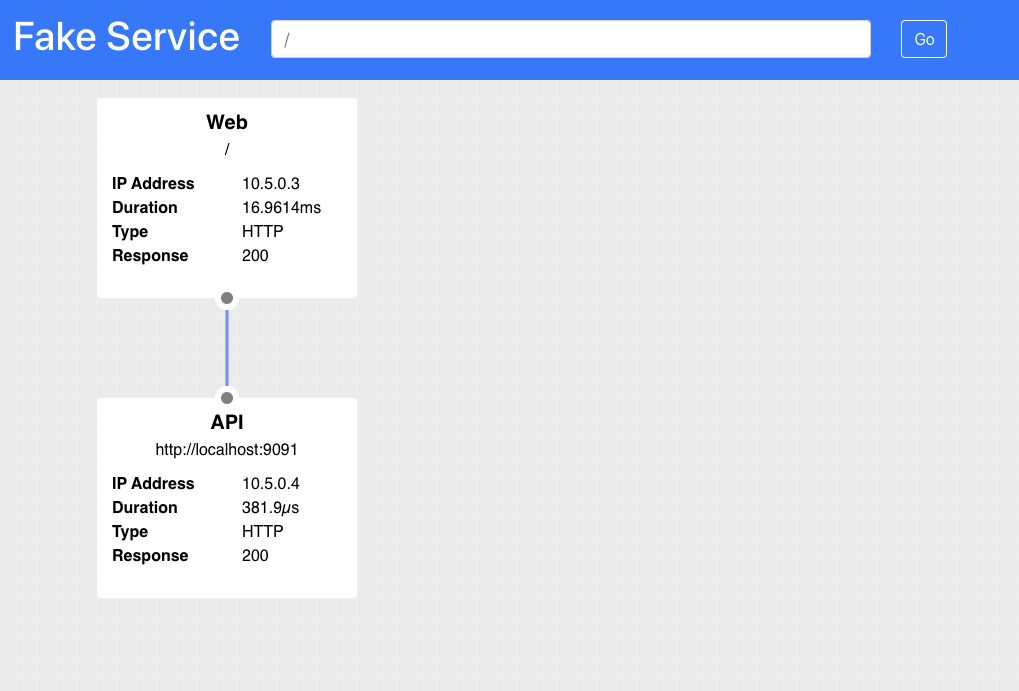 Fake Service
/
Go
Web
/
IP Address 10.5.0.3
Duration 16.9614ms
Type HTTP
Response 200
API
http://localhost:9091
IP Address 10.5.0.4
Duration 381.9µs
Type HTTP
Response 200